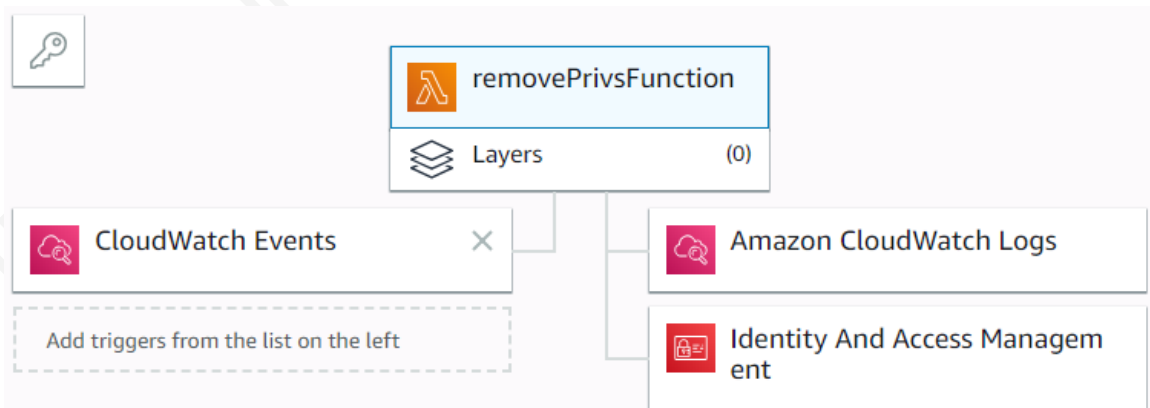 removePrivsFunction
Layers (0)
CloudWatch Events
Add triggers from the list on the left
Amazon CloudWatch Logs
Identity And Access Managem
ent